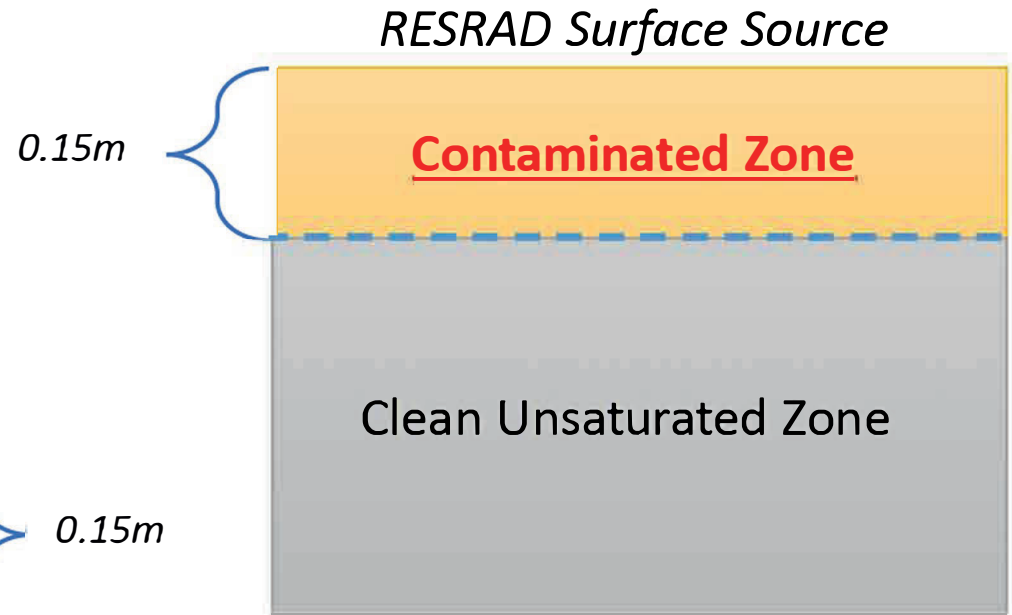 RESRAD Surface Source
0.15m
Contaminated Zone
Clean Unsaturated Zone
0.15m